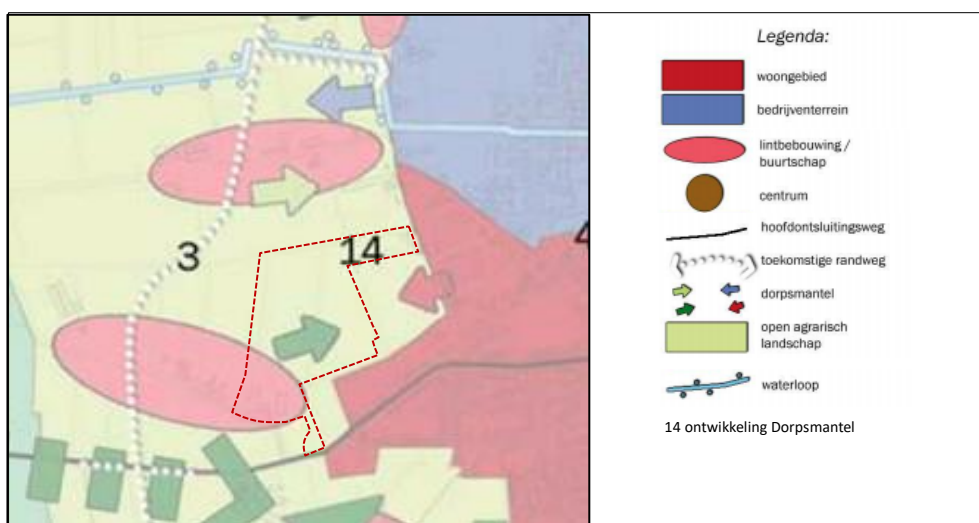 3
14
4
Legenda:
woongebied
bedrijventerrein
lintbebouwing /
buurtschap
centrum
hoofdontsluitingsweg
toekomstige randweg
dorpsmantel
open agrarisch
landschap
waterloop
14 ontwikkeling Dorpsmantel